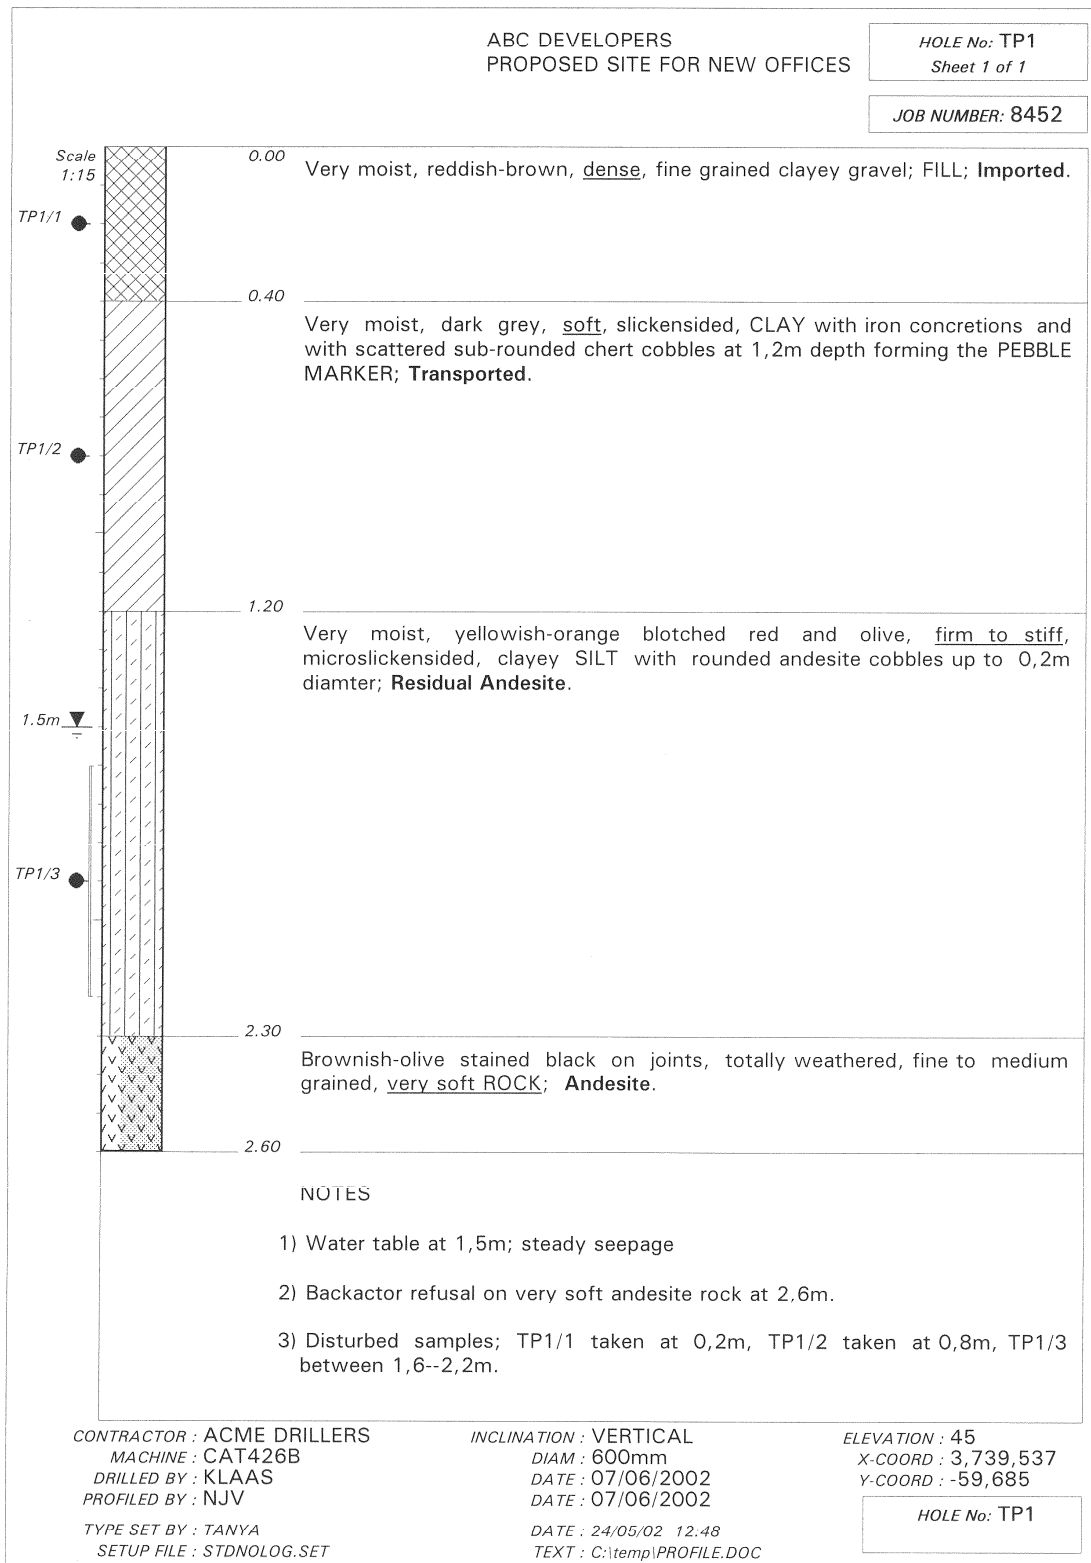 ABC DEVELOPERS
PROPOSED SITE FOR NEW OFFICES
HOLE No: TP1
Sheet 1 of 1
JOB NUMBER: 8452
Scale
1:15
0.00
Very moist, reddish-brown, dense, fine grained clayey gravel; FILL; Imported.
TP1/1
0.40
Very moist, dark grey, soft, slickensided, CLAY with iron concretions and
with scattered sub-rounded chert cobbles at 1,2m depth forming the PEBBLE
MARKER; Transported.
TP1/2
1.20
Very moist, yellowish-orange blotched red and olive, firm to stiff,
microslickensided, clayey SILT with rounded andesite cobbles up to 0,2m
diamter; Residual Andesite.
1.5m
TP1/3
2.30
Brownish-olive stained black on joints, totally weathered, fine to medium
grained, very soft ROCK; Andesite.
2.60
NOTES
1) Water table at 1,5m; steady seepage
2) Backactor refusal on very soft andesite rock at 2,6m.
3) Disturbed samples; TP1/1 taken at 0,2m, TP1/2 taken at 0,8m, TP1/3
between 1,6--2,2m.
CONTRACTOR : ACME DRILLERS
MACHINE : CAT426B
DRILLED BY : KLAAS
PROFILED BY : NJV
TYPE SET BY : TANYA
SETUP FILE : STDNOLOG.SET
INCLINATION : VERTICAL
DIAM : 600mm
DATE : 07/06/2002
DATE : 07/06/2002
DATE : 24/05/02 12:48
TEXT : C:\temp\PROFILE.DOC
ELEVATION : 45
X-COORD : 3,739,537
Y-COORD : -59,685
HOLE No: TP1